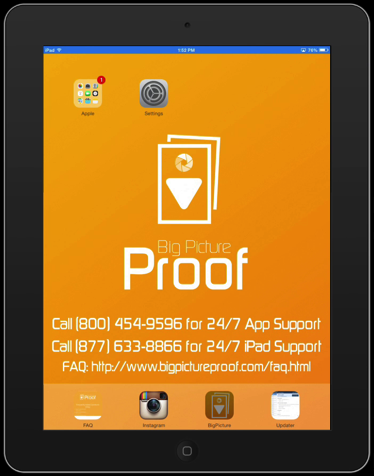 iPad
1:52 PM
76%
1
Apple
Settings
Big Picture
Proof
Call (800) 454-9596 for 24/7 App Support
Call (877) 633-8866 for 24/7 iPad Support
FAQ: http://www.bigpictureproof.com/faq.html
Proof
FAQ
Instagram
BigPicture
Updater